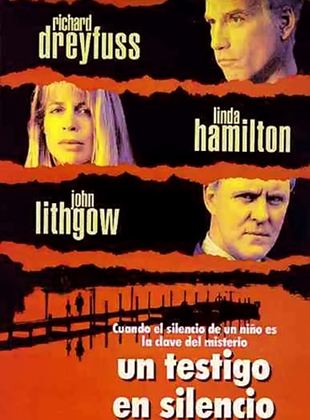 richard
dreyfuss
linda
hamilton
john
lithgow
Cuando el silencio de un niño es
la clave del misterio
un testigo
en silencio